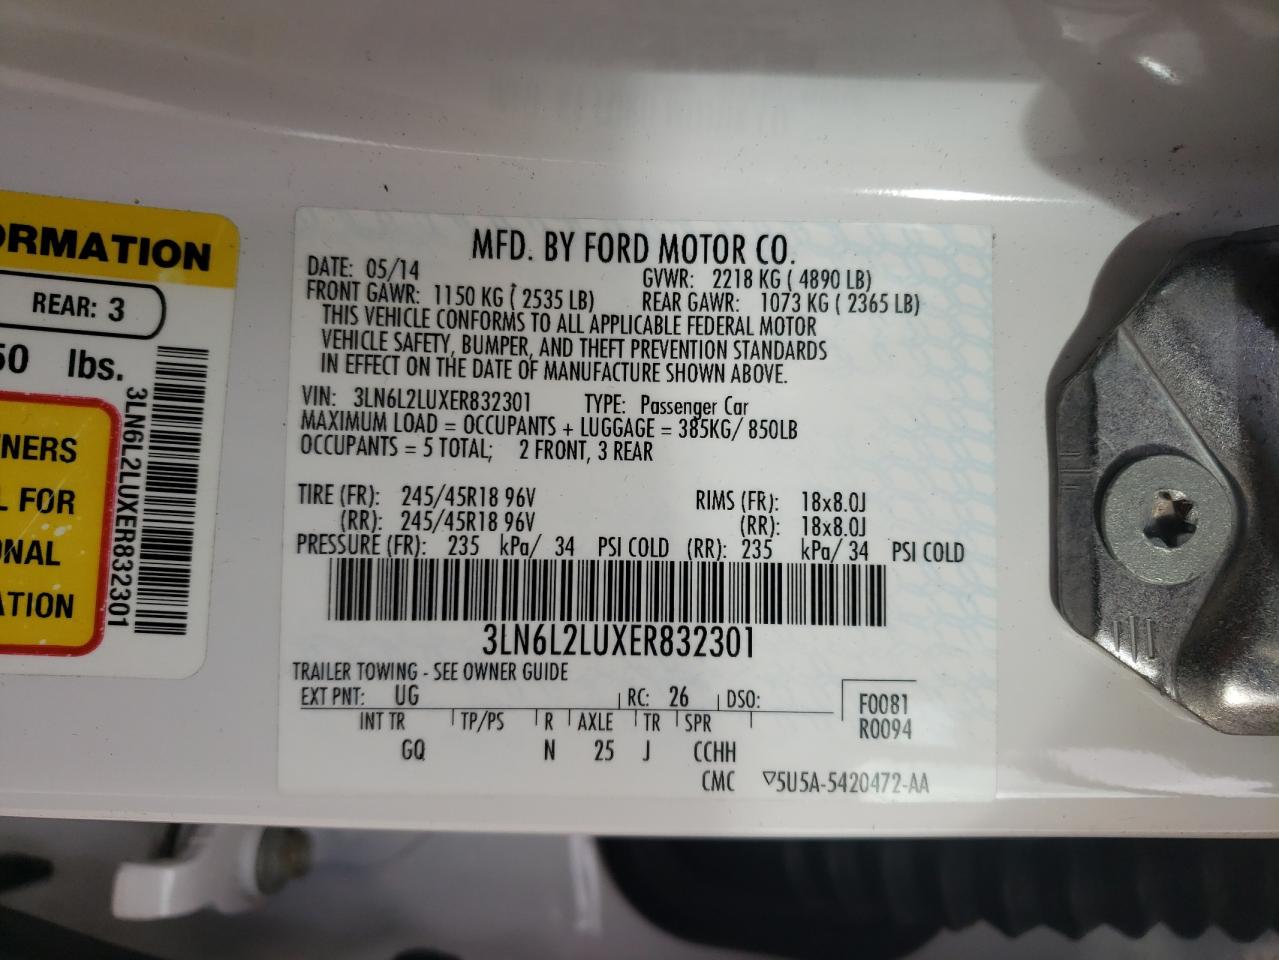 ORMATION
REAR: 3
50 lbs.
NERS
L FOR
ONAL
ATION
3LN6L2LUXER832301
MFD. BY FORD MOTOR CO.
DATE: 05/14 GVWR: 2218 KG ( 4890 LB)
FRONT GAWR: 1150 KG ( 2535 LB) REAR GAWR: 1073 KG ( 2365 LB)
THIS VEHICLE CONFORMS TO ALL APPLICABLE FEDERAL MOTOR
VEHICLE SAFETY, BUMPER, AND THEFT PREVENTION STANDARDS
IN EFFECT ON THE DATE OF MANUFACTURE SHOWN ABOVE.
VIN: 3LN6L2LUXER832301 TYPE: Passenger Car
MAXIMUM LOAD = OCCUPANTS + LUGGAGE = 385KG/ 850LB
OCCUPANTS = 5 TOTAL; 2 FRONT, 3 REAR
TIRE (FR): 245/45R18 96V RIMS (FR): 18x8.0J
(RR): 245/45R18 96V (RR): 18x8.0J
PRESSURE (FR): 235 kPa/ 34 PSI COLD (RR): 235 kPa/ 34 PSI COLD
3LN6L2LUXER832301
TRAILER TOWING - SEE OWNER GUIDE
EXT PNT: UG RC: 26 DSO: F0081
INT TR TP/PS R AXLE TR SPR R0094
GQ N 25 J CCHH
CMC ▽5U5A-5420472-AA